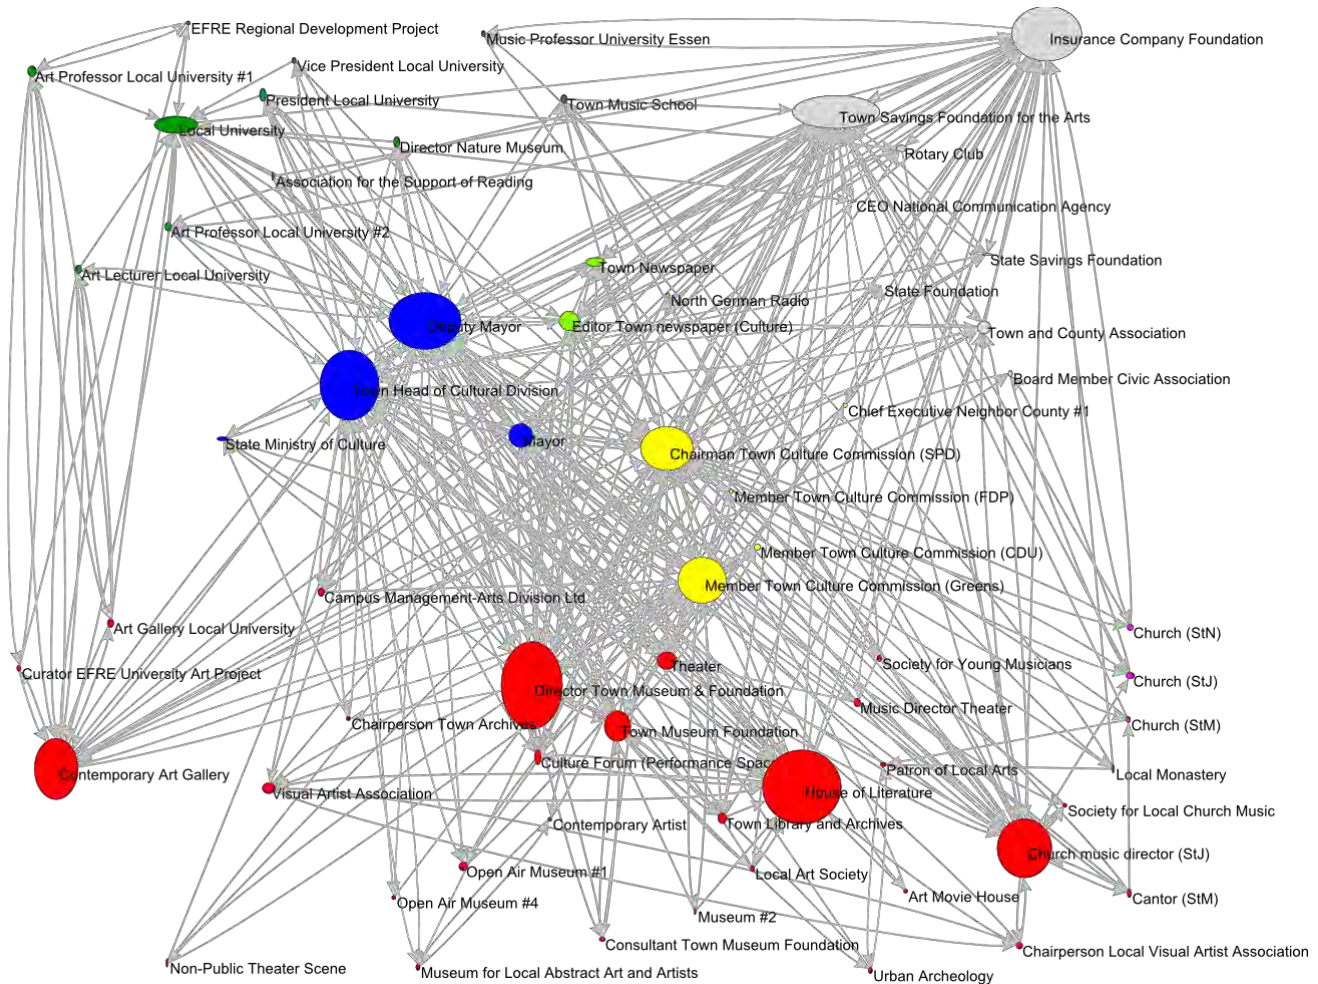 EFRE Regional Development Project
Music Professor University Essen
Insurance Company Foundation
Vice President Local University
Art Professor Local University #1
President Local University
Town Music School
Town Savings Foundation for the Arts
Local University
Director Nature Museum
Rotary Club
Association for the Support of Reading
CEO National Communication Agency
Art Professor Local University #2
State Savings Foundation
Town Newspaper
Art Lecturer Local University
State Foundation
North German Radio
Deputy Mayor
Editor Town newspaper (Culture)
Town and County Association
Board Member Civic Association
Town Head of Cultural Division
Chief Executive Neighbor County #1
State Ministry of Culture
Mayor
Chairman Town Culture Commission (SPD)
Member Town Culture Commission (FDP)
Member Town Culture Commission (CDU)
Member Town Culture Commission (Greens)
Campus Management-Arts Division Ltd
Art Gallery Local University
Church (StN)
Society for Young Musicians
Theater
Curator EFRE University Art Project
Church (StJ)
Director Town Museum & Foundation
Music Director Theater
Chairperson Town Archives
Church (StM)
Town Museum Foundation
Culture Forum (Performance Space
Patron of Local Arts
Contemporary Art Gallery
Local Monastery
Visual Artist Association
House of Literature
Society for Local Church Music
Contemporary Artist
Town Library and Archives
Church music director (StJ)
Open Air Museum #1
Local Art Society
Art Movie House
Cantor (StM)
Open Air Museum #4
Museum #2
Consultant Town Museum Foundation
Chairperson Local Visual Artist Association
Non-Public Theater Scene
Museum for Local Abstract Art and Artists
Urban Archeology